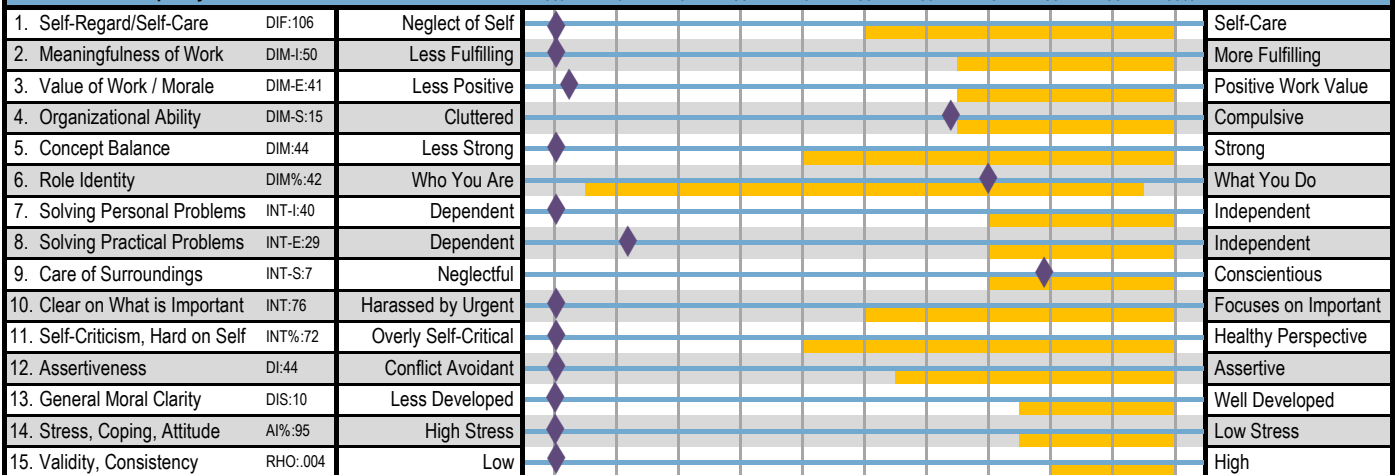 1. Self-Regard/Self-Care DIF:106 Neglect of Self Self-Care
2. Meaningfulness of Work DIM-I:50 Less Fulfilling More Fulfilling
3. Value of Work / Morale DIM-E:41 Less Positive Positive Work Value
4. Organizational Ability DIM-S:15 Cluttered Compulsive
5. Concept Balance DIM:44 Less Strong Strong
6. Role Identity DIM%:42 Who You Are What You Do
7. Solving Personal Problems INT-I:40 Dependent Independent
8. Solving Practical Problems INT-E:29 Dependent Independent
9. Care of Surroundings INT-S:7 Neglectful Conscientious
10. Clear on What is Important INT:76 Harassed by Urgent Focuses on Important
11. Self-Criticism, Hard on Self INT%:72 Overly Self-Critical Healthy Perspective
12. Assertiveness DI:44 Conflict Avoidant Assertive
13. General Moral Clarity DIS:10 Less Developed Well Developed
14. Stress, Coping, Attitude AI%:95 High Stress Low Stress
15. Validity, Consistency RHO:.004 Low High